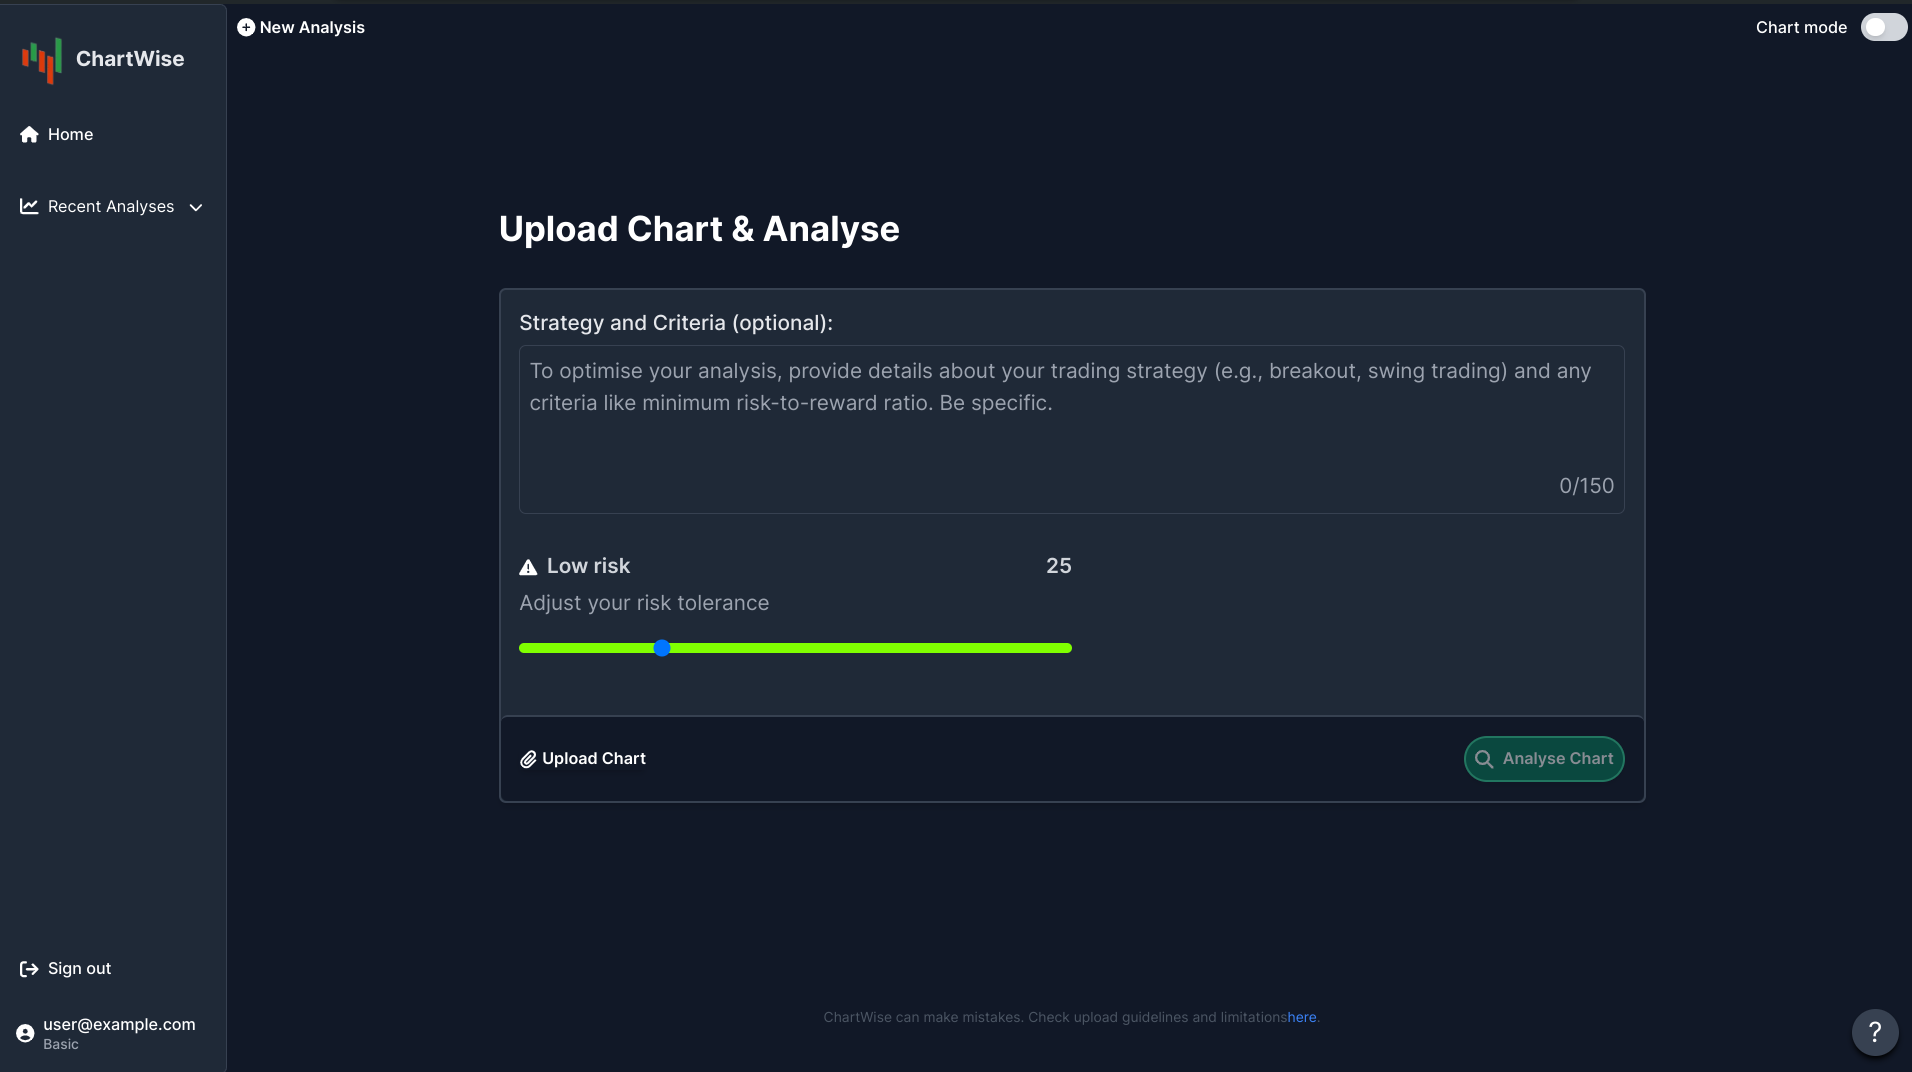 ChartWise
Home
Recent Analyses
Sign out
user@example.com
Basic
New Analysis
Chart mode
Upload Chart & Analyse
Strategy and Criteria (optional):
To optimise your analysis, provide details about your trading strategy (e.g., breakout, swing trading) and any
criteria like minimum risk-to-reward ratio. Be specific.
0/150
Low risk 25
Adjust your risk tolerance
Upload Chart
Analyse Chart
ChartWise can make mistakes. Check upload guidelines and limitationshere.
?